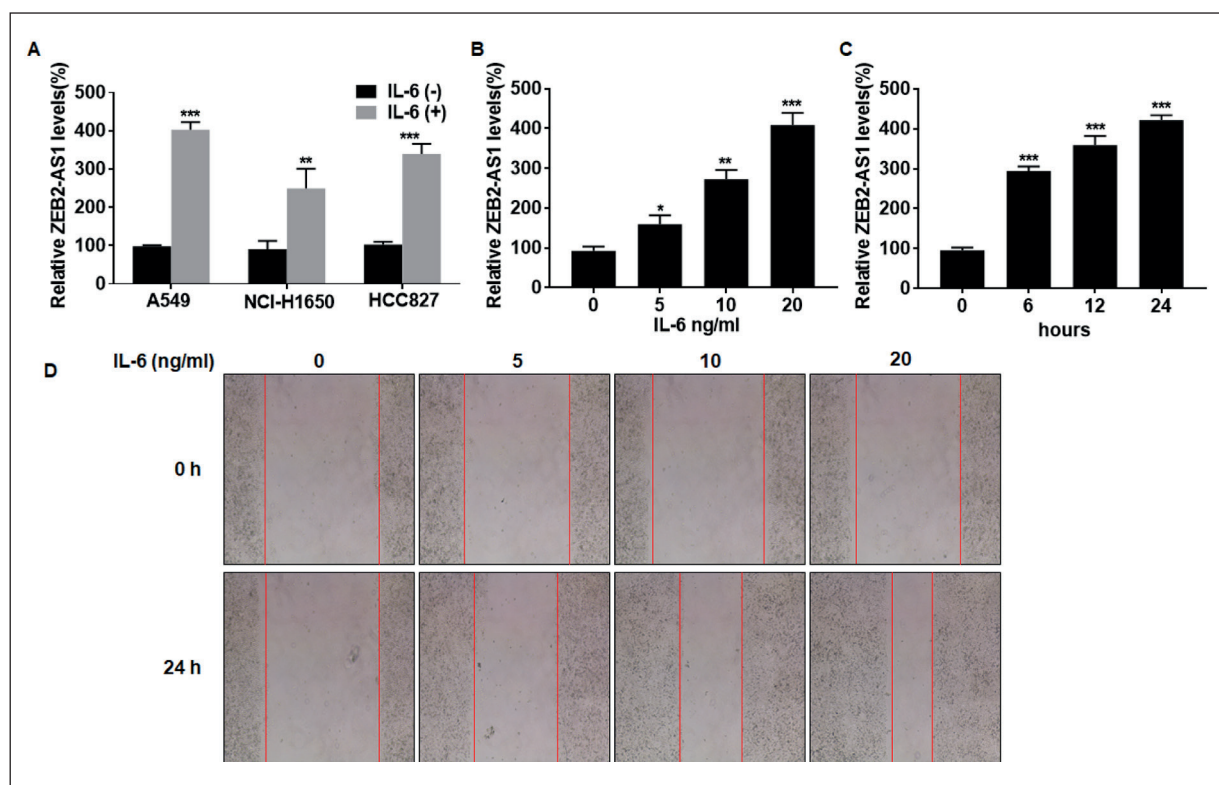 A
Relative ZEB2-AS1 levels(%)
500
400
300
200
100
0
***
**
***
IL-6 (-)
IL-6 (+)
A549
NCI-H1650
HCC827
B
Relative ZEB2-AS1 levels(%)
500
400
300
200
100
0
*
**
***
0 5 10 20
IL-6 ng/ml
C
Relative ZEB2-AS1 levels(%)
500
400
300
200
100
0
***
***
***
0 6 12 24
hours
D
IL-6 (ng/ml) 0 5 10 20
0 h
24 h